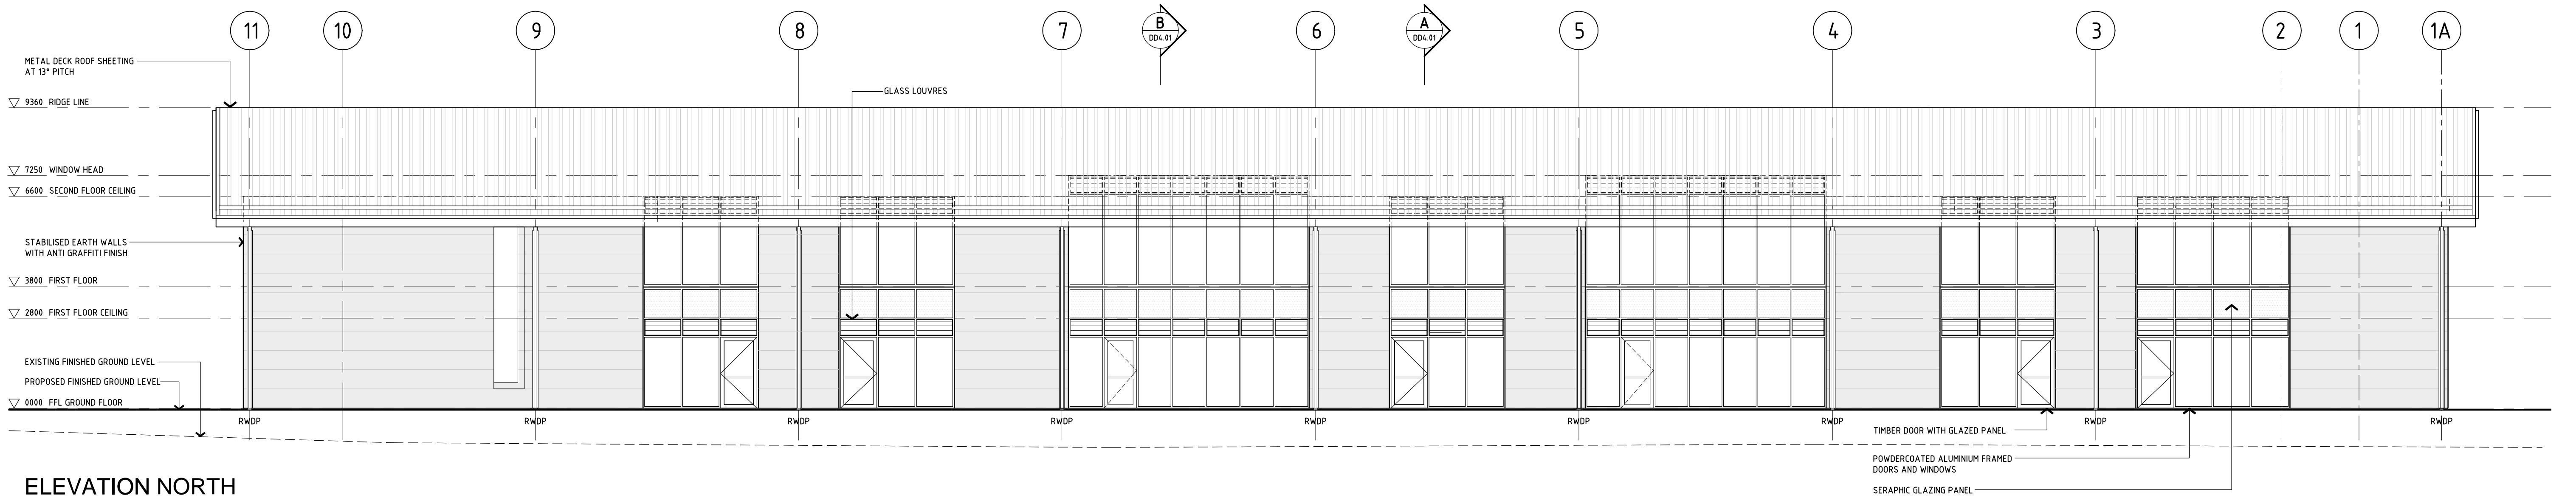 11
10
9
8
7
B
DD4.01
6
A
DD4.01
5
4
3
2
1
1A
METAL DECK ROOF SHEETING
AT 13° PITCH
GLASS LOUVRES
9360 RIDGE LINE
7250 WINDOW HEAD
6600 SECOND FLOOR CEILING
STABILISED EARTH WALLS
WITH ANTI GRAFFITI FINISH
3800 FIRST FLOOR
2800 FIRST FLOOR CEILING
EXISTING FINISHED GROUND LEVEL
PROPOSED FINISHED GROUND LEVEL
0000 FFL GROUND FLOOR
RWDP
RWDP
RWDP
RWDP
RWDP
RWDP
RWDP
RWDP
RWDP
TIMBER DOOR WITH GLAZED PANEL
POWDERCOATED ALUMINIUM FRAMED
DOORS AND WINDOWS
SERAPHIC GLAZING PANEL
ELEVATION NORTH